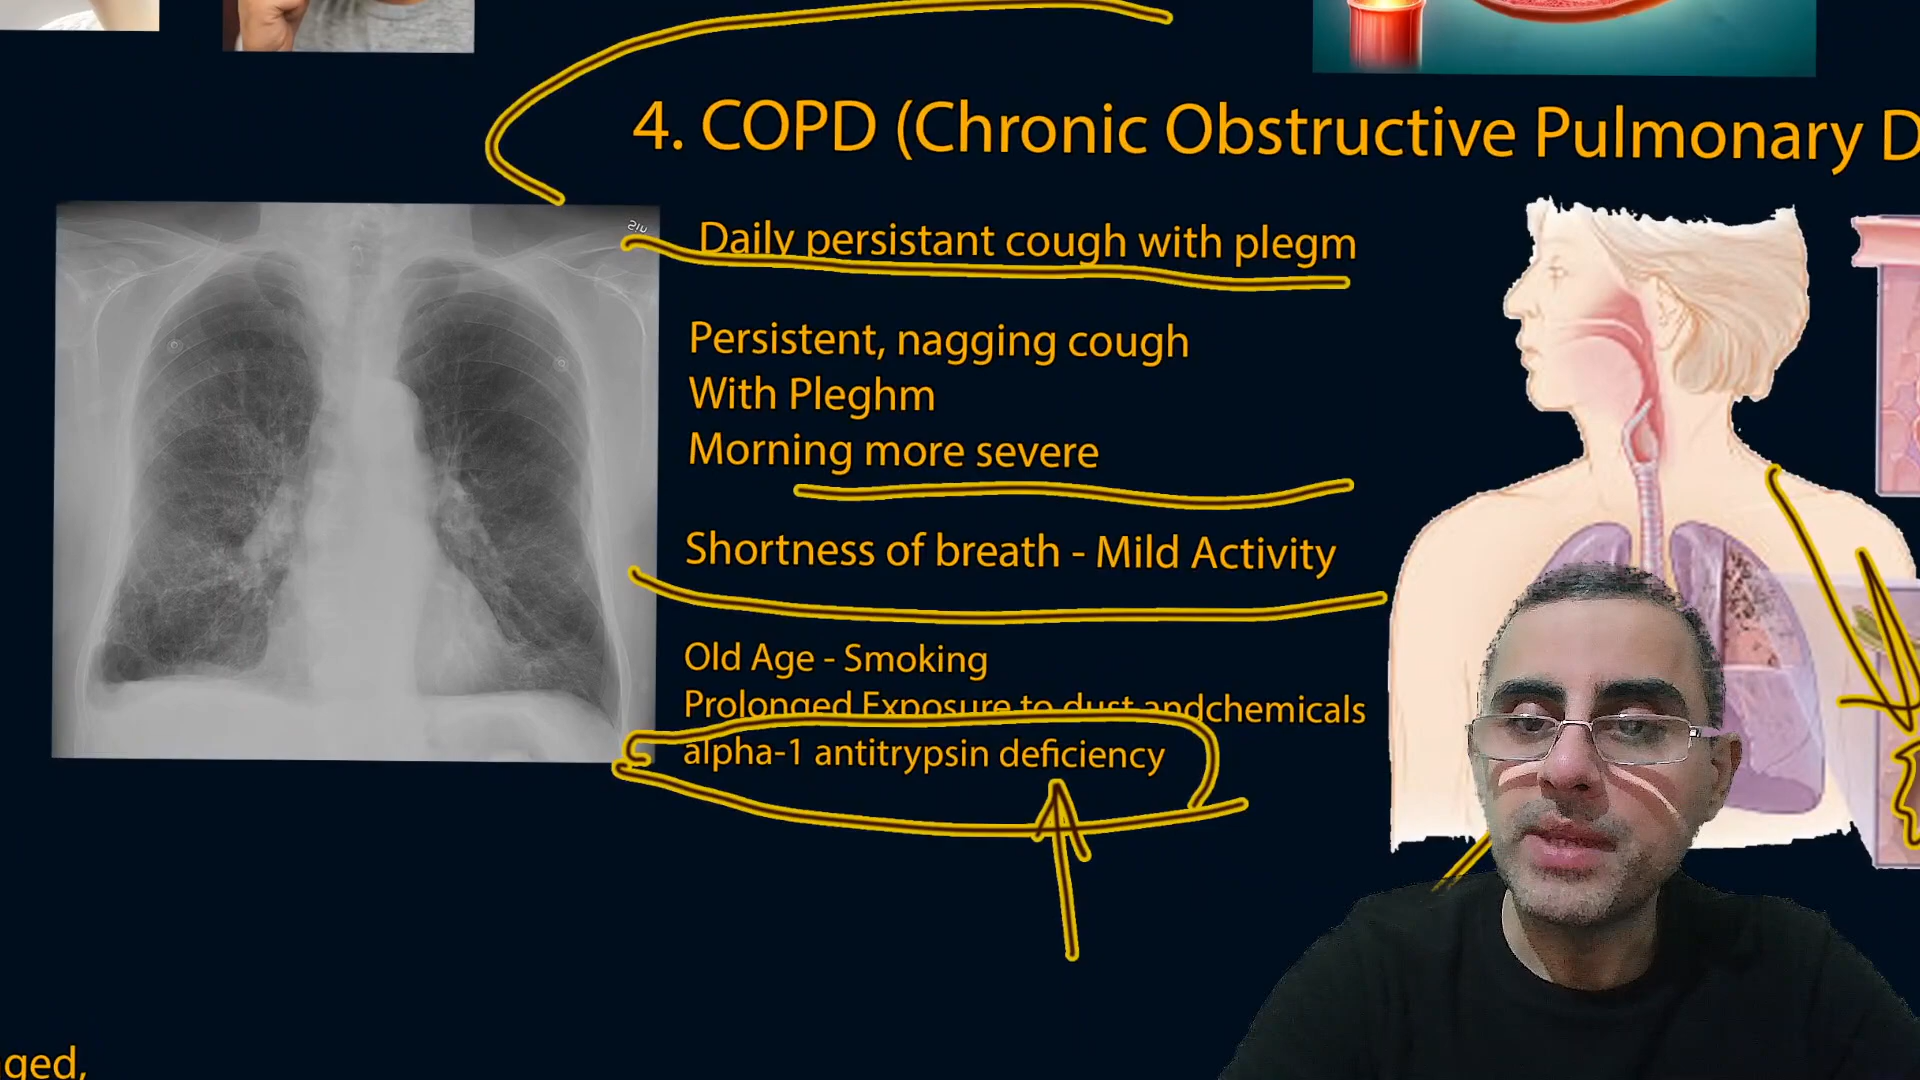 4. COPD (Chronic Obstructive Pulmonary D
Daily persistant cough with plegm
Persistent, nagging cough
With Pleghm
Morning more severe
Shortness of breath - Mild Activity
Old Age - Smoking
Prolonged Exposure to dust andchemicals
alpha-1 antitrypsin deficiency
ged,